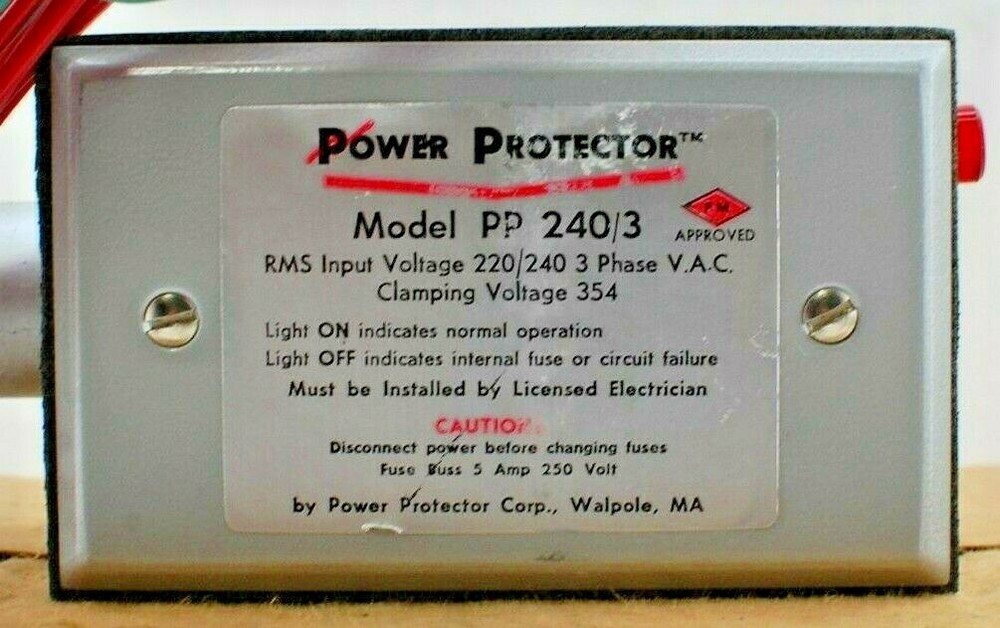 POWER PROTECTOR™
Model PP 240/3
APPROVED
RMS Input Voltage 220/240 3 Phase V.A.C.
Clamping Voltage 354
Light ON indicates normal operation
Light OFF indicates internal fuse or circuit failure
Must be Installed by Licensed Electrician
CAUTION
Disconnect power before changing fuses
Fuse Buss 5 Amp 250 Volt
by Power Protector Corp., Walpole, MA